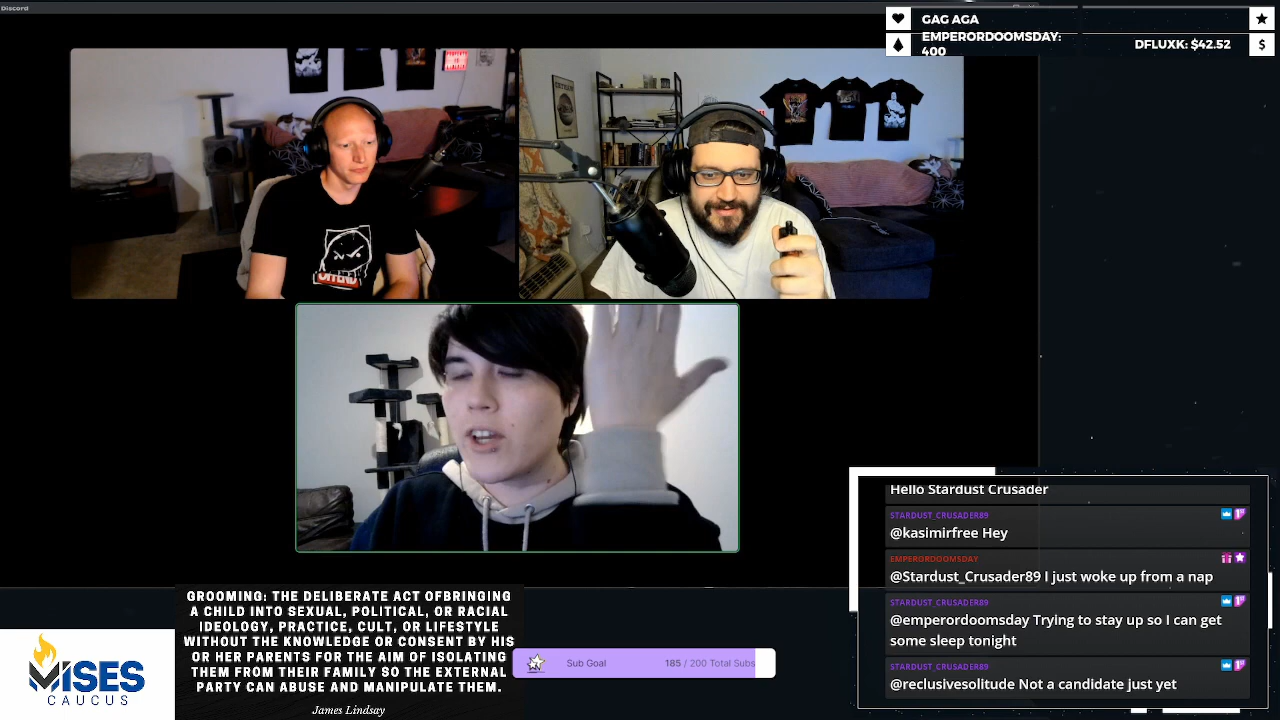 Discord
GAG AGA
EMPERORDOOMSDAY:
400
DFLUXK: $42.52
$
OFFEND
Hello Stardust Crusader
STARDUST_CRUSADER89
@kasimirfree Hey
EMPERORDOOMSDAY
@Stardust_Crusader89 I just woke up from a nap
STARDUST_CRUSADER89
@emperordoomsday Trying to stay up so I can get
some sleep tonight
STARDUST_CRUSADER89
@reclusivesolitude Not a candidate just yet
MISES
CAUCUS
GROOMING: THE DELIBERATE ACT OFBRINGING
A CHILD INTO SEXUAL, POLITICAL, OR RACIAL
IDEOLOGY, PRACTICE, CULT, OR LIFESTYLE
WITHOUT THE KNOWLEDGE OR CONSENT BY HIS
OR HER PARENTS FOR THE AIM OF ISOLATING
THEM FROM THEIR FAMILY SO THE EXTERNAL
PARTY CAN ABUSE AND MANIPULATE THEM.
James Lindsay
Sub Goal
185 / 200 Total Subs